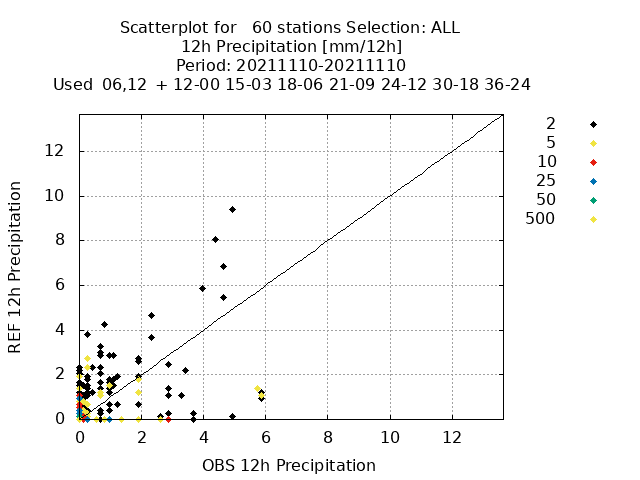 Scatterplot for   60 stations Selection: ALL
12h Precipitation [mm/12h]
Period: 20211110-20211110
Used  06,12  + 12-00 15-03 18-06 21-09 24-12 30-18 36-24
2
5
10
25
50
500
12
10
8
6
4
2
0
REF 12h Precipitation
0 2 4 6 8 10 12
OBS 12h Precipitation